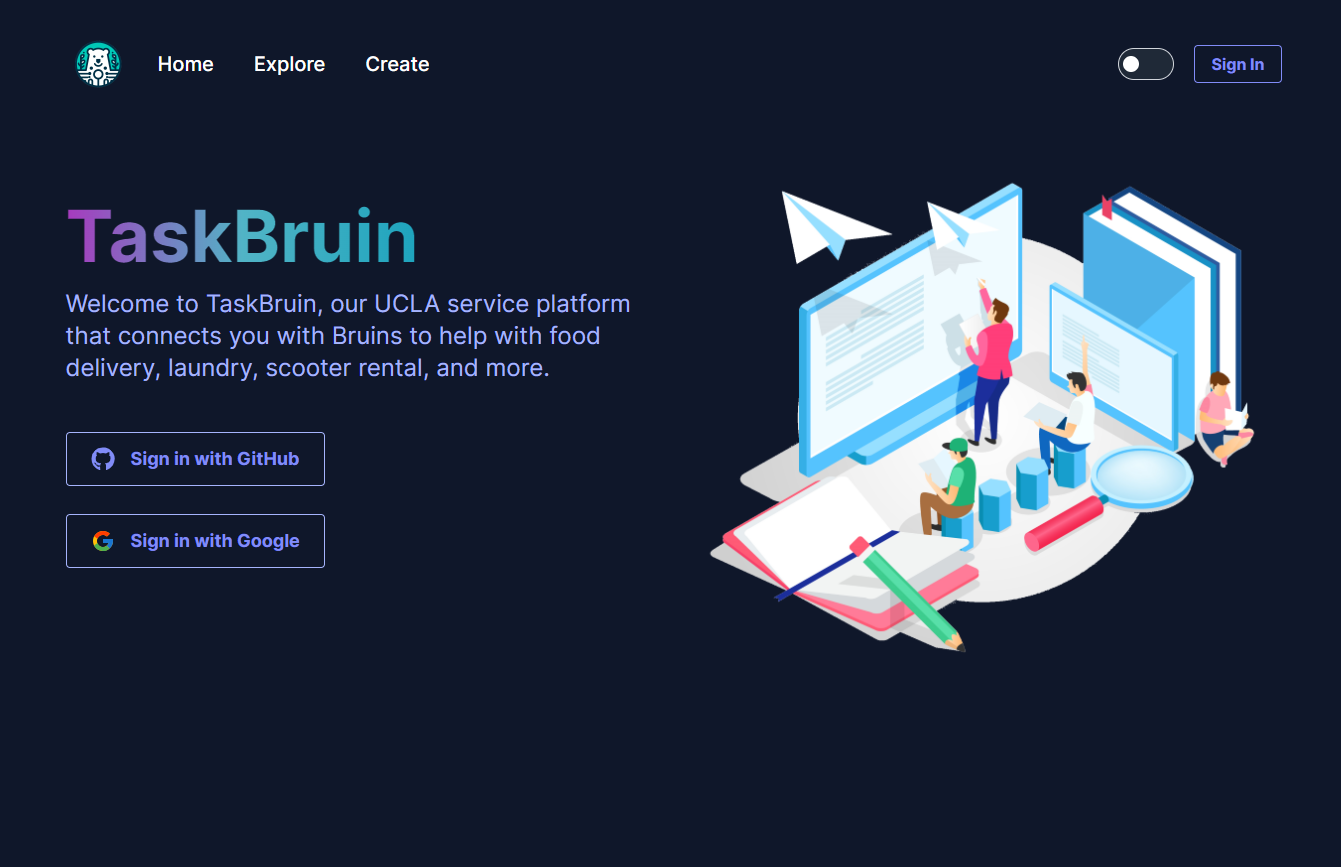 Home Explore Create Sign In
TaskBruin
Welcome to TaskBruin, our UCLA service platform
that connects you with Bruins to help with food
delivery, laundry, scooter rental, and more.
Sign in with GitHub
Sign in with Google